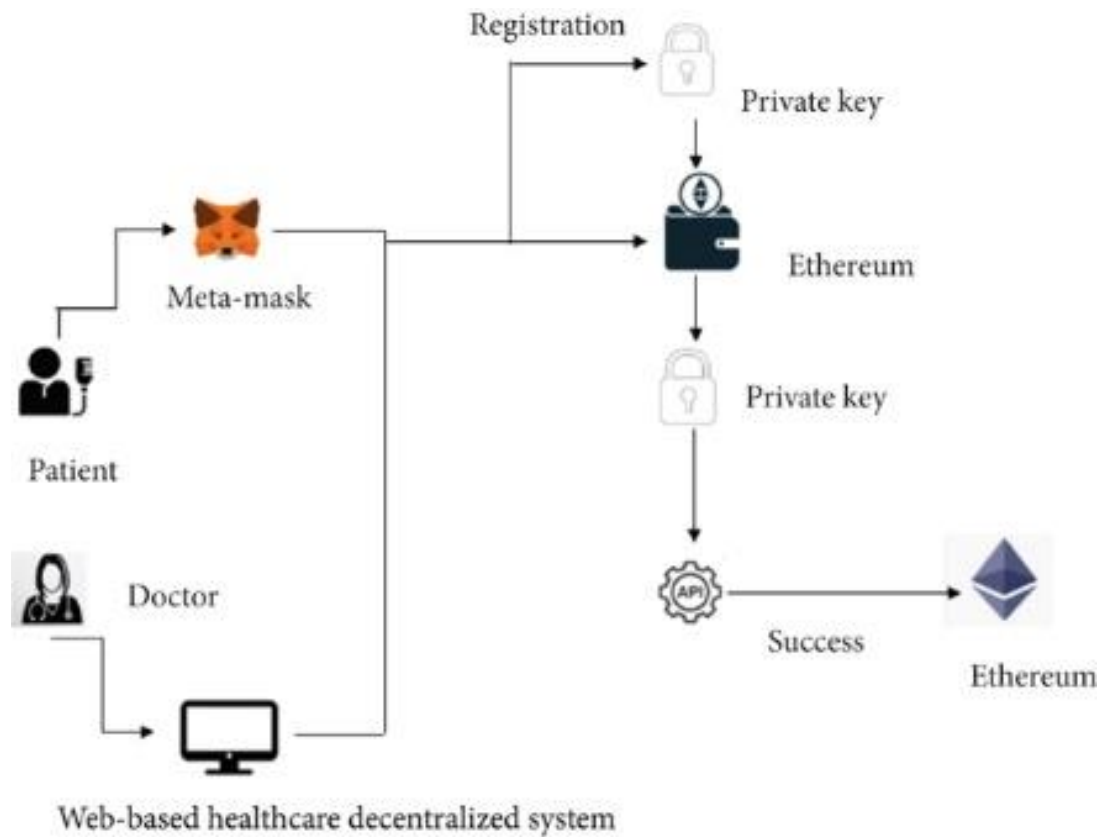 Registration
Private key
Ethereum
Meta-mask
Private key
Patient
Doctor
API
Success
Ethereum
Web-based healthcare decentralized system